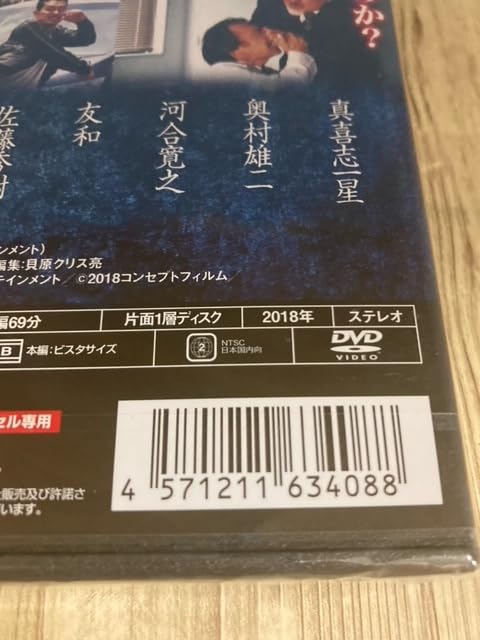 か?
真喜志一星
奥村雄二
河合寛之
友和
佐藤秀樹
ンメント)
編集:貝原クリス亮
テインメント/©2018コンセプトフィルム/
編69分 片面1層ディスク 2018年 ステレオ
B 本編:ビスタサイズ
2 NTSC
日本国内向
DVD
VIDEO
セル専用
販売及び許諾さ
います。
4 571211 634088